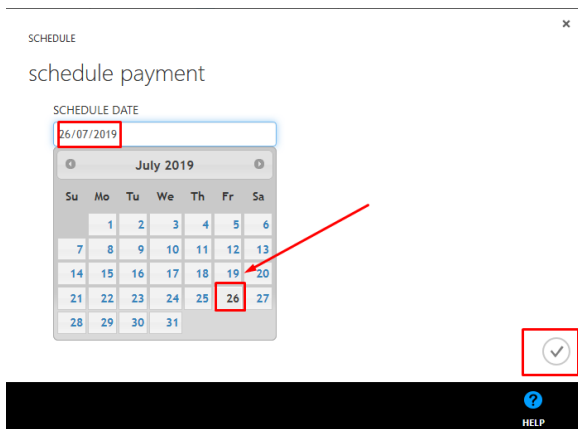 ×
SCHEDULE
schedule payment
SCHEDULE DATE
26/07/2019
July 2019
Su Mo Tu We Th Fr Sa
1 2 3 4 5 6
7 8 9 10 11 12 13
14 15 16 17 18 19 20
21 22 23 24 25 26 27
28 29 30 31
?
HELP